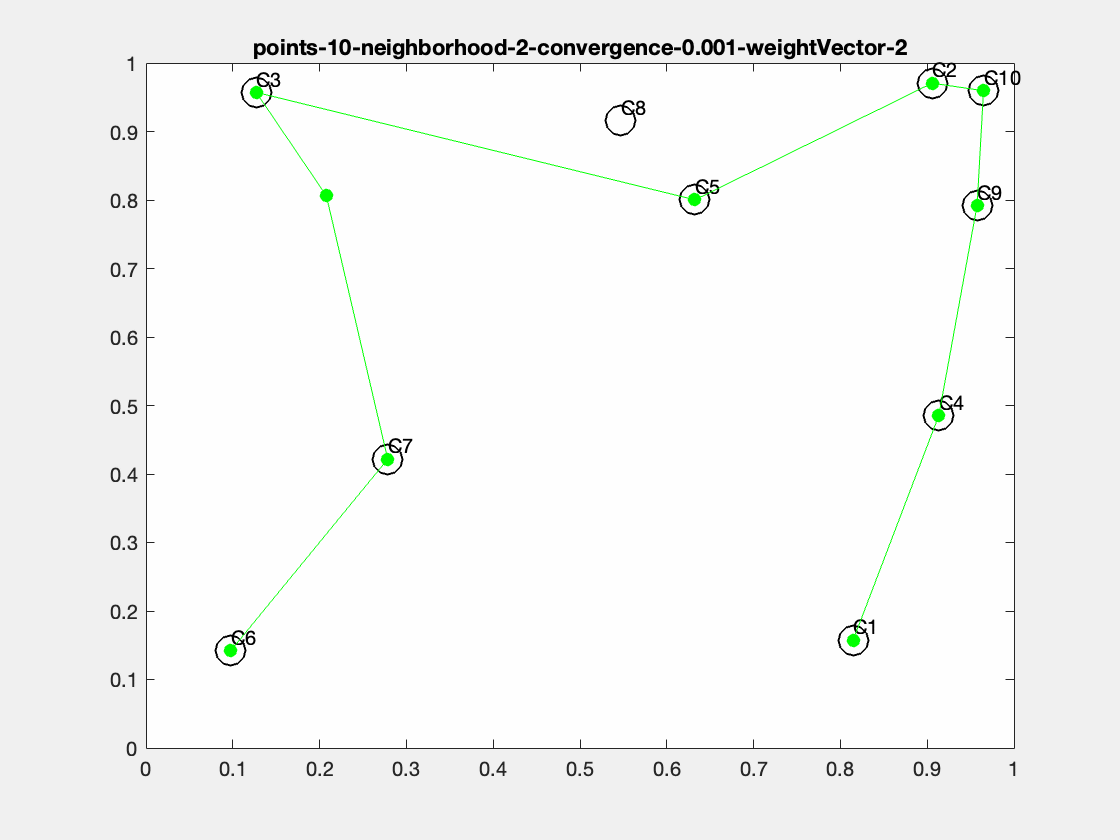 points-10-neighborhood-2-convergence-0.001-weightVector-2
1
0.9
0.8
0.7
0.6
0.5
0.4
0.3
0.2
0.1
0
C3
C8
C2
C10
C5
C9
C4
C7
C6
C1
0 0.1 0.2 0.3 0.4 0.5 0.6 0.7 0.8 0.9 1